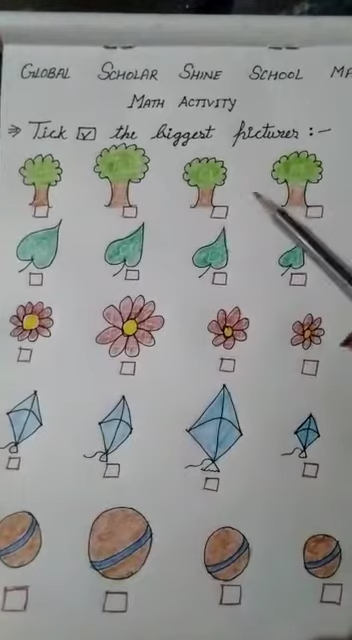 GLOBAL SCHOLAR SHINE SCHOOL
MATH ACTIVITY
⇒ Tick ☑ the biggest pictures :-